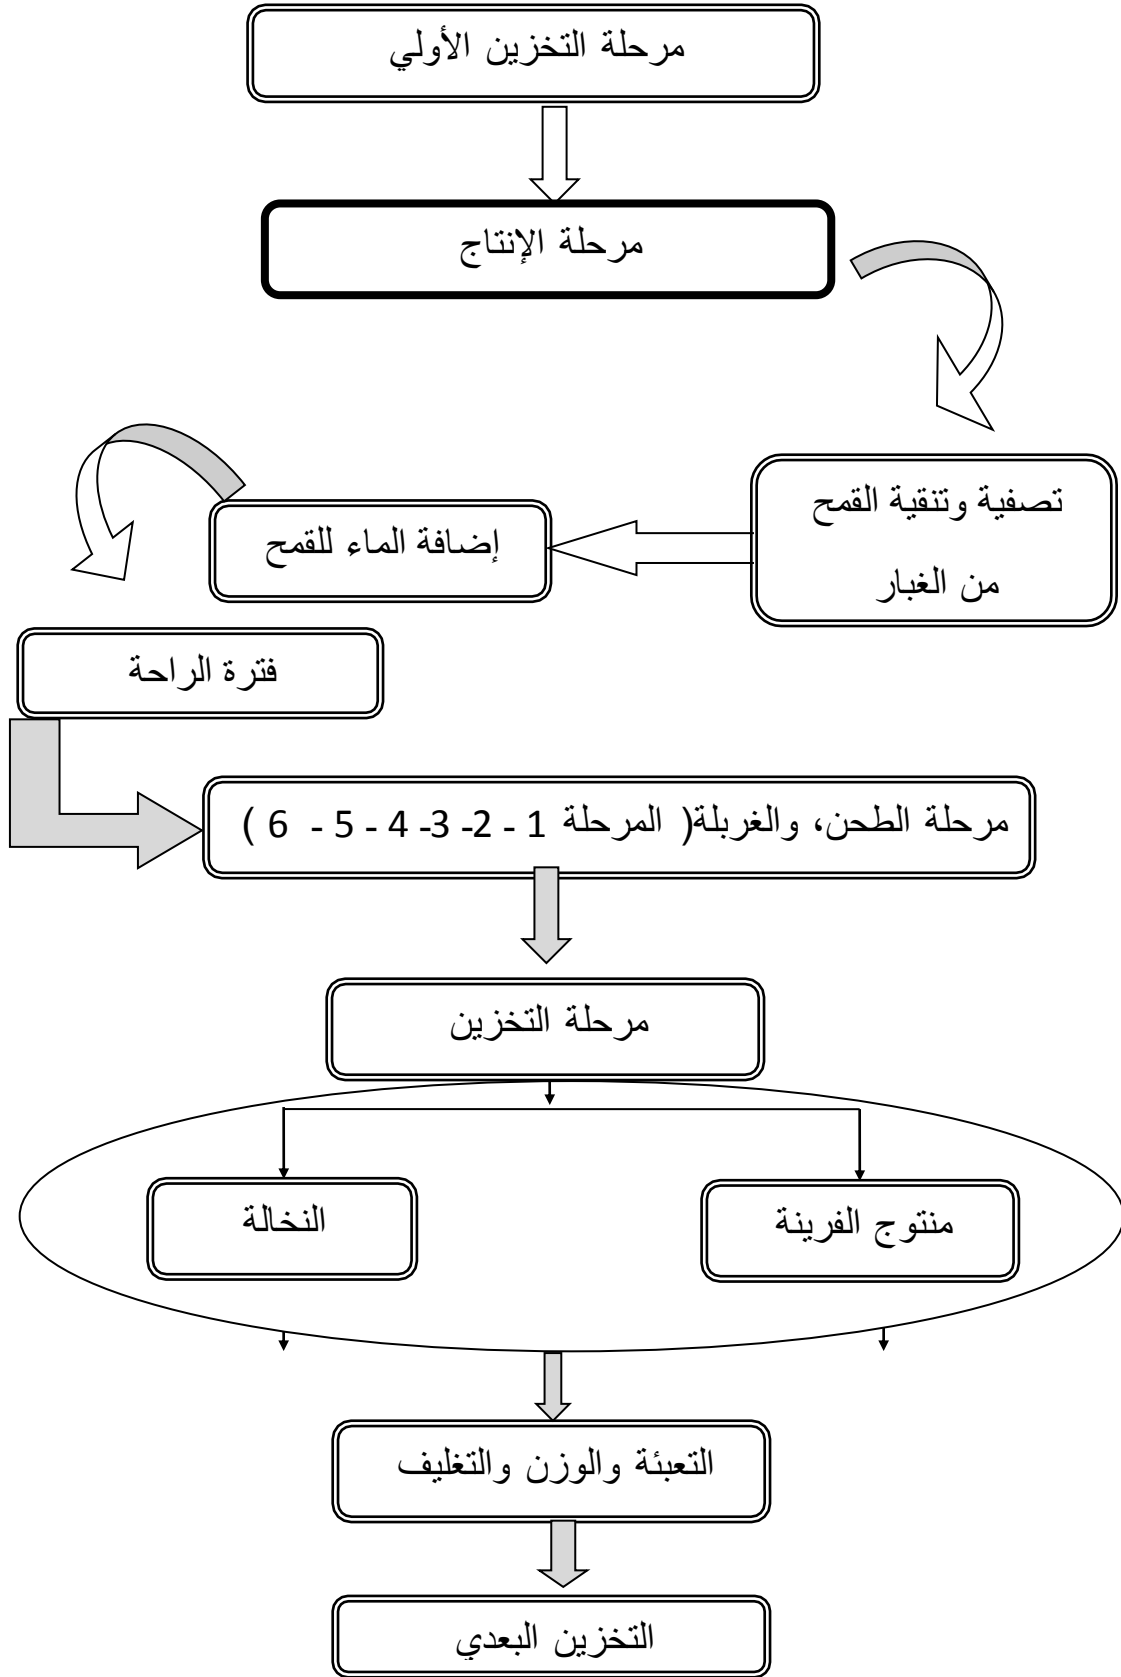 مرحلة التخزين الأولي
مرحلة الإنتاج
تصفية وتنقية القمح
من الغبار
إضافة الماء للقمح
فترة الراحة
مرحلة الطحن، والغربلة( المرحلة 1 - 2- 3- 4 - 5 - 6 )
مرحلة التخزين
منتوج الفرينة
النخالة
التعبئة والوزن والتغليف
التخزين البعدي